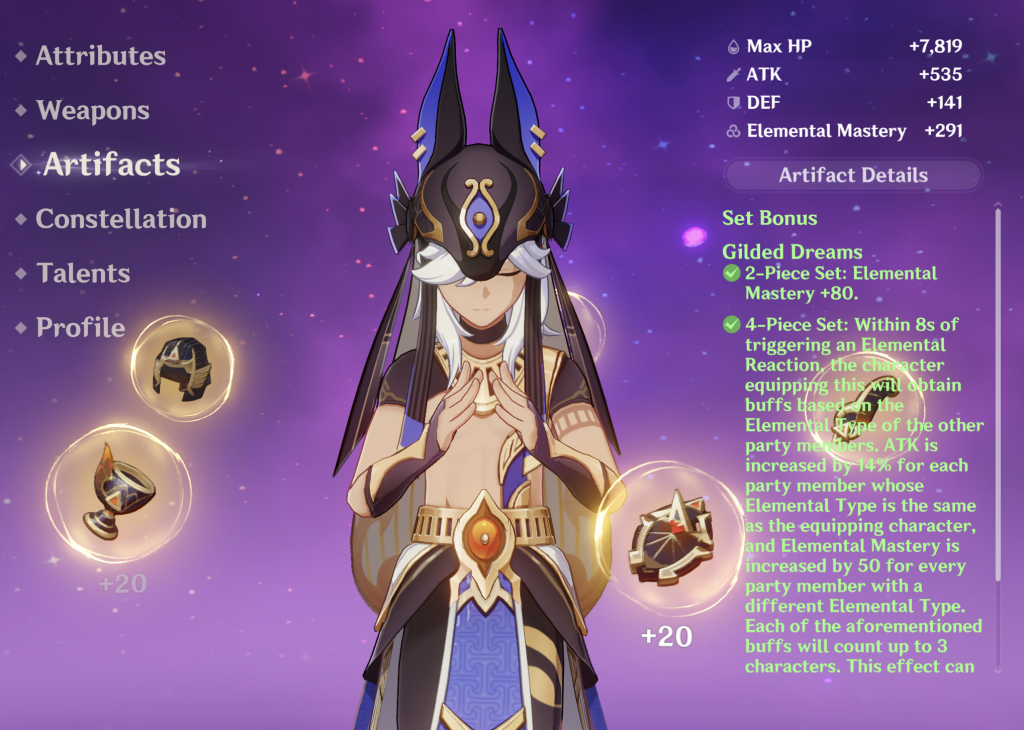 Attributes
Weapons
Artifacts
Constellation
Talents
Profile
+20
+20
Max HP +7,819
ATK +535
DEF +141
Elemental Mastery +291
Artifact Details
Set Bonus
Gilded Dreams
2-Piece Set: Elemental
Mastery +80.
4-Piece Set: Within 8s of
triggering an Elemental
Reaction, the character
equipping this will obtain
buffs based on the
Elemental Type of the other
party members. ATK is
increased by 14% for each
party member whose
Elemental Type is the same
as the equipping character,
and Elemental Mastery is
increased by 50 for every
party member with a
different Elemental Type.
Each of the aforementioned
buffs will count up to 3
characters. This effect can